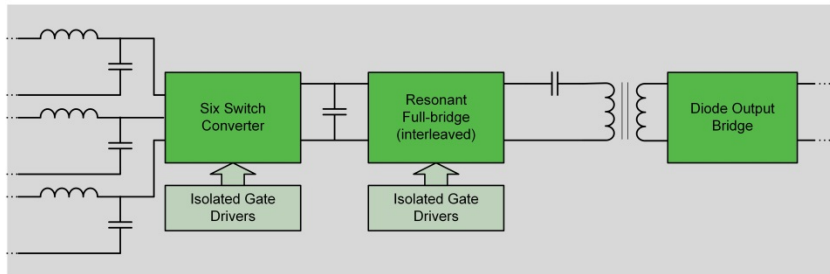 Six Switch
Converter
Resonant
Full-bridge
(interleaved)
Diode Output
Bridge
Isolated Gate
Drivers
Isolated Gate
Drivers